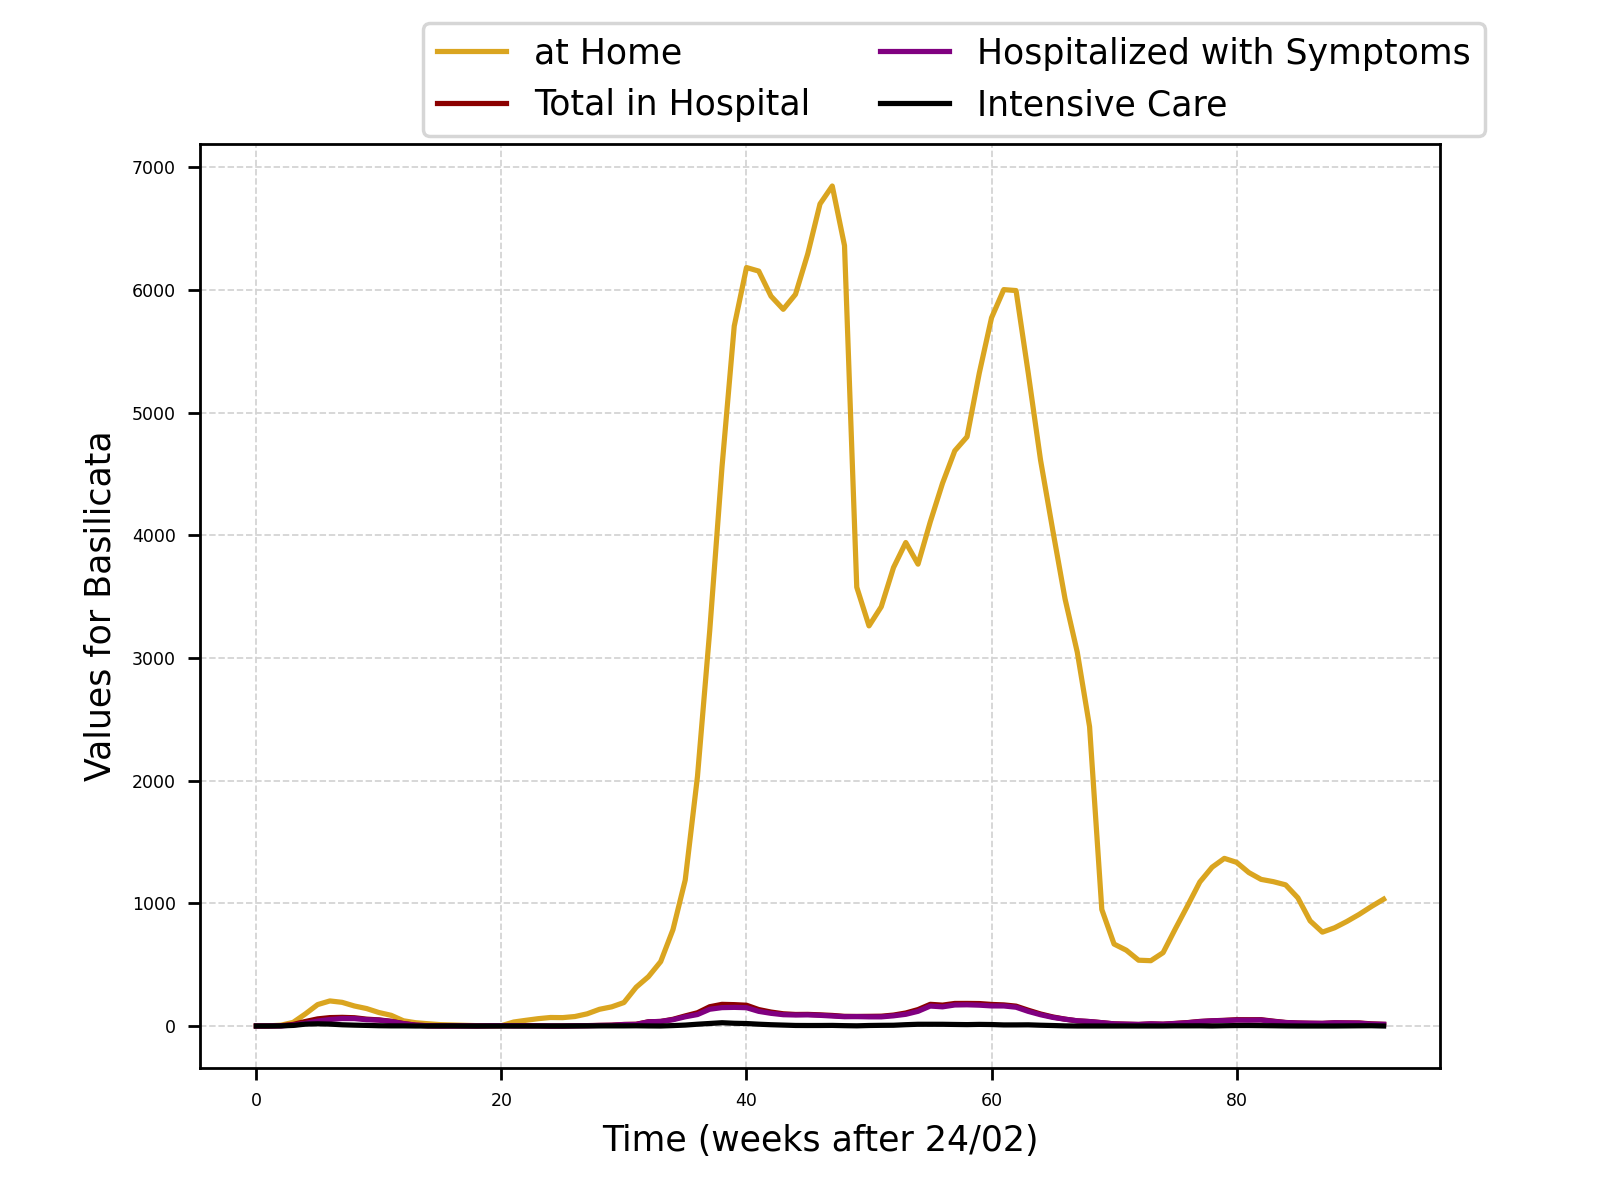 at Home
Total in Hospital
Hospitalized with Symptoms
Intensive Care
7000
6000
5000
4000
3000
2000
1000
0
Values for Basilicata
0 20 40 60 80
Time (weeks after 24/02)